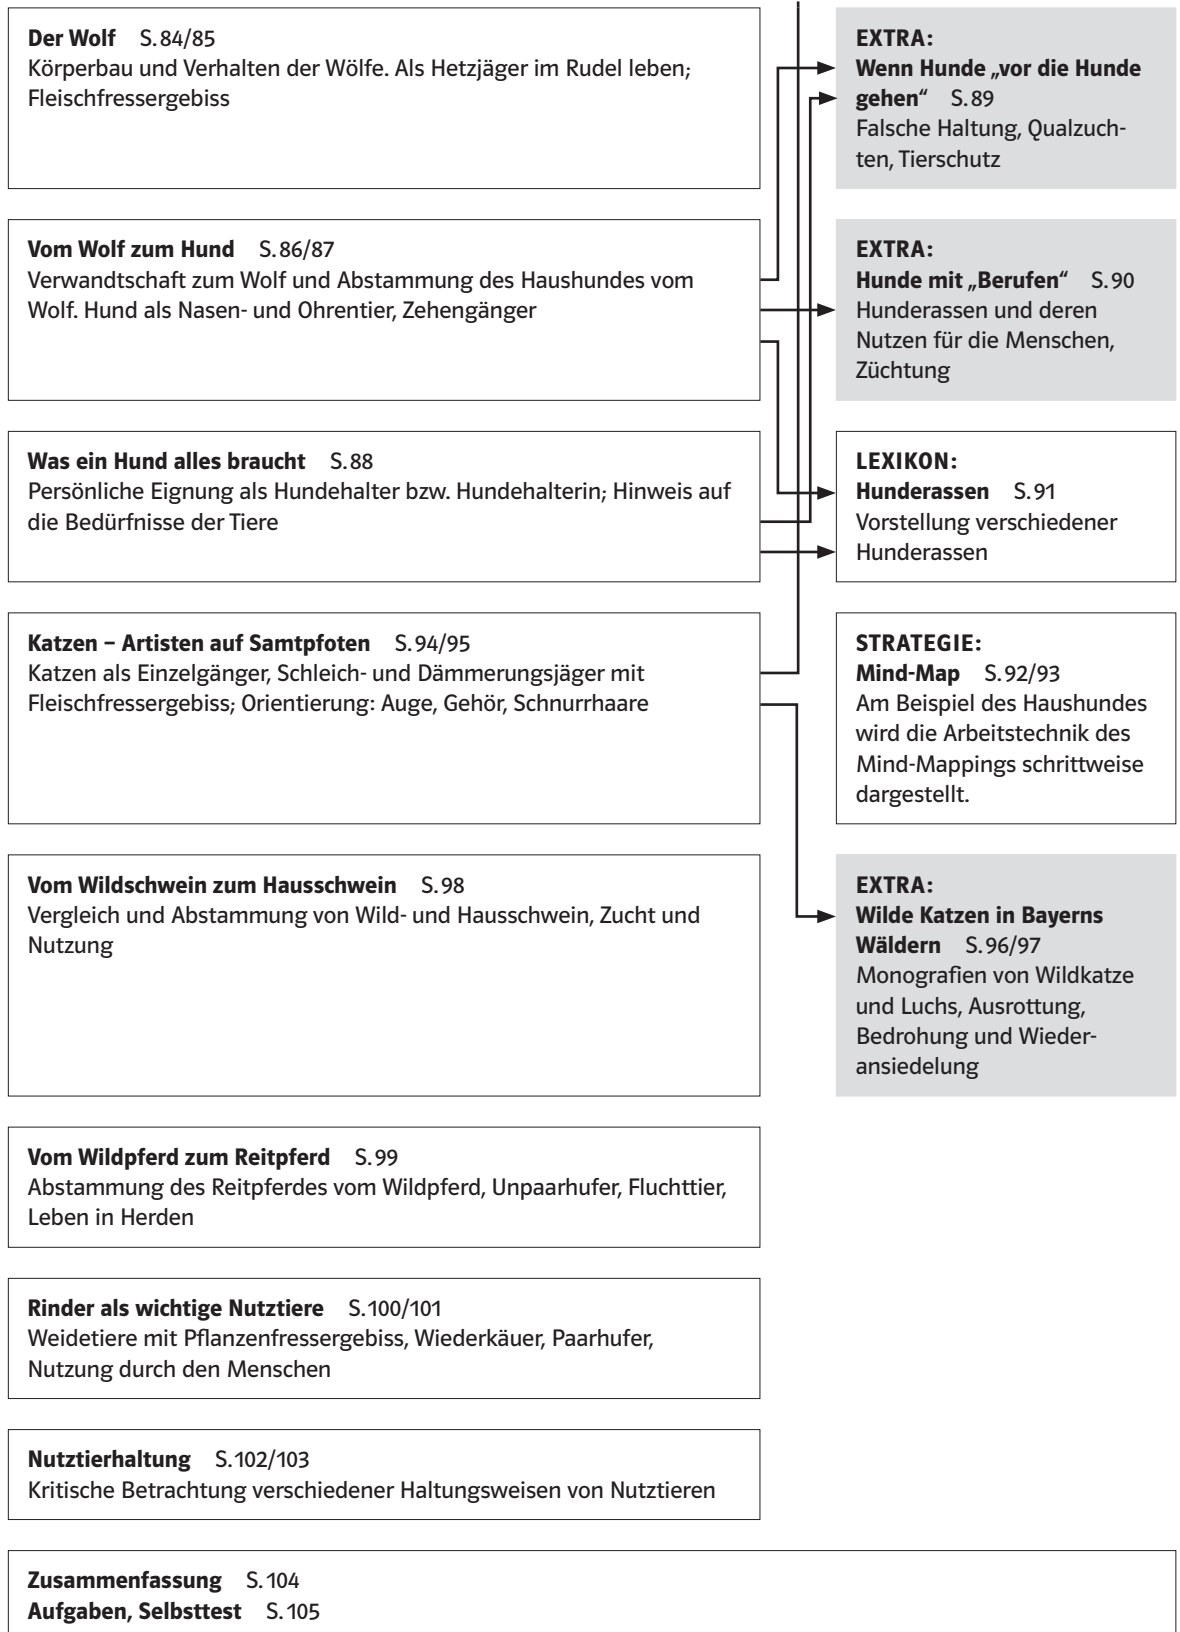 Der Wolf S. 84/85
Körperbau und Verhalten der Wölfe. Als Hetzjäger im Rudel leben;
Fleischfressergebiss
EXTRA:
Wenn Hunde „vor die Hunde
gehen“ S. 89
Falsche Haltung, Qualzuch-
ten, Tierschutz
Vom Wolf zum Hund S. 86/87
Verwandtschaft zum Wolf und Abstammung des Haushundes vom
Wolf. Hund als Nasen- und Ohrentier, Zehengänger
EXTRA:
Hunde mit „Berufen“ S. 90
Hunderassen und deren
Nutzen für die Menschen,
Züchtung
Was ein Hund alles braucht S. 88
Persönliche Eignung als Hundehalter bzw. Hundehalterin; Hinweis auf
die Bedürfnisse der Tiere
LEXIKON:
Hunderassen S. 91
Vorstellung verschiedener
Hunderassen
Katzen – Artisten auf Samtpfoten S. 94/95
Katzen als Einzelgänger, Schleich- und Dämmerungsjäger mit
Fleischfressergebiss; Orientierung: Auge, Gehör, Schnurrhaare
STRATEGIE:
Mind-Map S. 92/93
Am Beispiel des Haushundes
wird die Arbeitstechnik des
Mind-Mappings schrittweise
dargestellt.
Vom Wildschwein zum Hausschwein S. 98
Vergleich und Abstammung von Wild- und Hausschwein, Zucht und
Nutzung
EXTRA:
Wilde Katzen in Bayerns
Wäldern S. 96/97
Monografien von Wildkatze
und Luchs, Ausrottung,
Bedrohung und Wieder-
ansiedelung
Vom Wildpferd zum Reitpferd S. 99
Abstammung des Reitpferdes vom Wildpferd, Unpaarhufer, Fluchttier,
Leben in Herden
Rinder als wichtige Nutztiere S. 100/101
Weidetiere mit Pflanzenfressergebiss, Wiederkäuer, Paarhufer,
Nutzung durch den Menschen
Nutztierhaltung S. 102/103
Kritische Betrachtung verschiedener Haltungsweisen von Nutztieren
Zusammenfassung S. 104
Aufgaben, Selbsttest S. 105